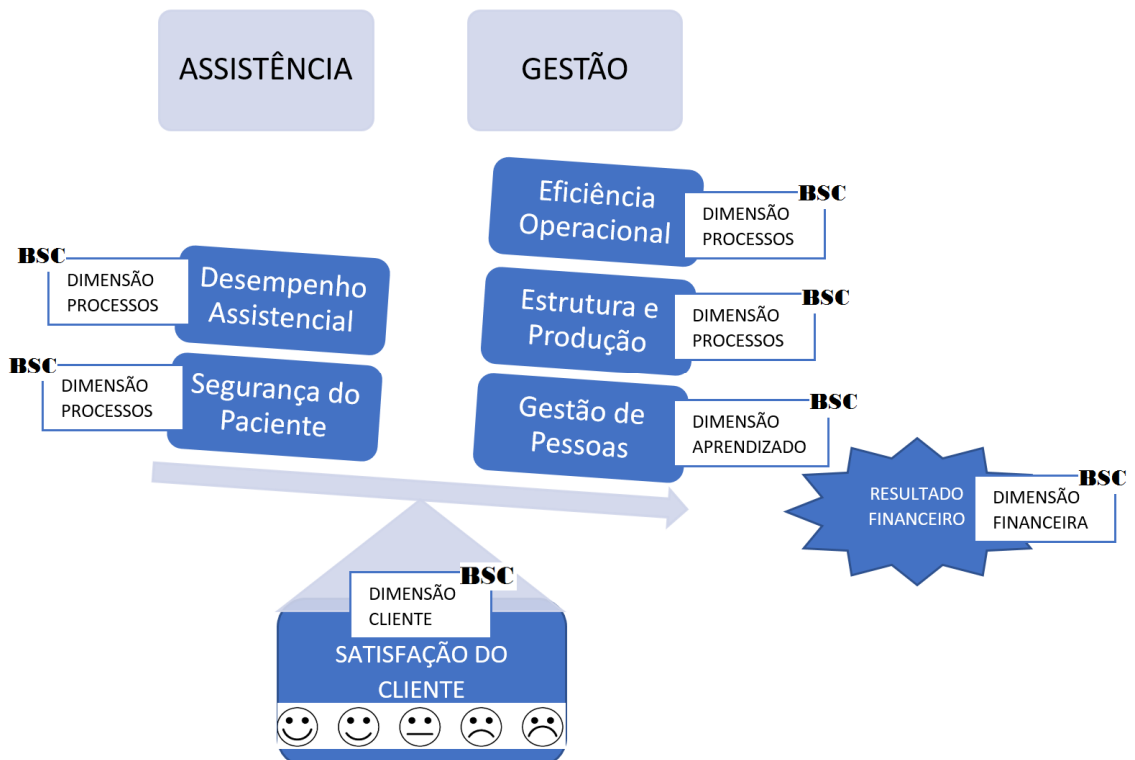 ASSISTÊNCIA
GESTÃO
Eficiência
Operacional
BSC
DIMENSÃO
PROCESSOS
BSC
DIMENSÃO
PROCESSOS
Desempenho
Assistencial
Estrutura e
Produção
BSC
DIMENSÃO
PROCESSOS
BSC
DIMENSÃO
PROCESSOS
Segurança do
Paciente
Gestão de
Pessoas
BSC
DIMENSÃO
APRENDIZADO
RESULTADO
FINANCEIRO
BSC
DIMENSÃO
FINANCEIRA
BSC
DIMENSÃO
CLIENTE
SATISFAÇÃO DO
CLIENTE